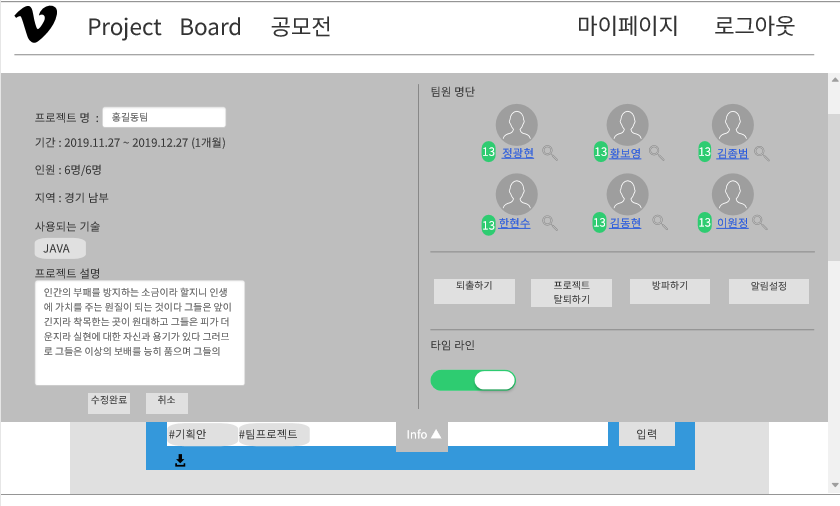 Project Board 공모전 마이페이지 로그아웃
프로젝트 명 : 홍길동팀
기간 : 2019.11.27 ~ 2019.12.27 (1개월)
인원 : 6명/6명
지역 : 경기 남부
사용되는 기술
JAVA
프로젝트 설명
인간의 부패를 방지하는 소금이라 할지니 인생
에 가치를 주는 원질이 되는 것이다 그들은 앞이
긴지라 착목한는 곳이 원대하고 그들은 피가 더
운지라 실현에 대한 자신과 용기가 있다 그러므
로 그들은 이상의 보배를 능히 품으며 그들의
수정완료 취소
팀원 명단
13 정광현 13 황보영 13 김종범
13 한현수 13 김동현 13 이원정
퇴출하기
프로젝트
탈퇴하기
방파하기
알림설정
타임 라인
#기획안 #팀프로젝트
Info ▲
입력